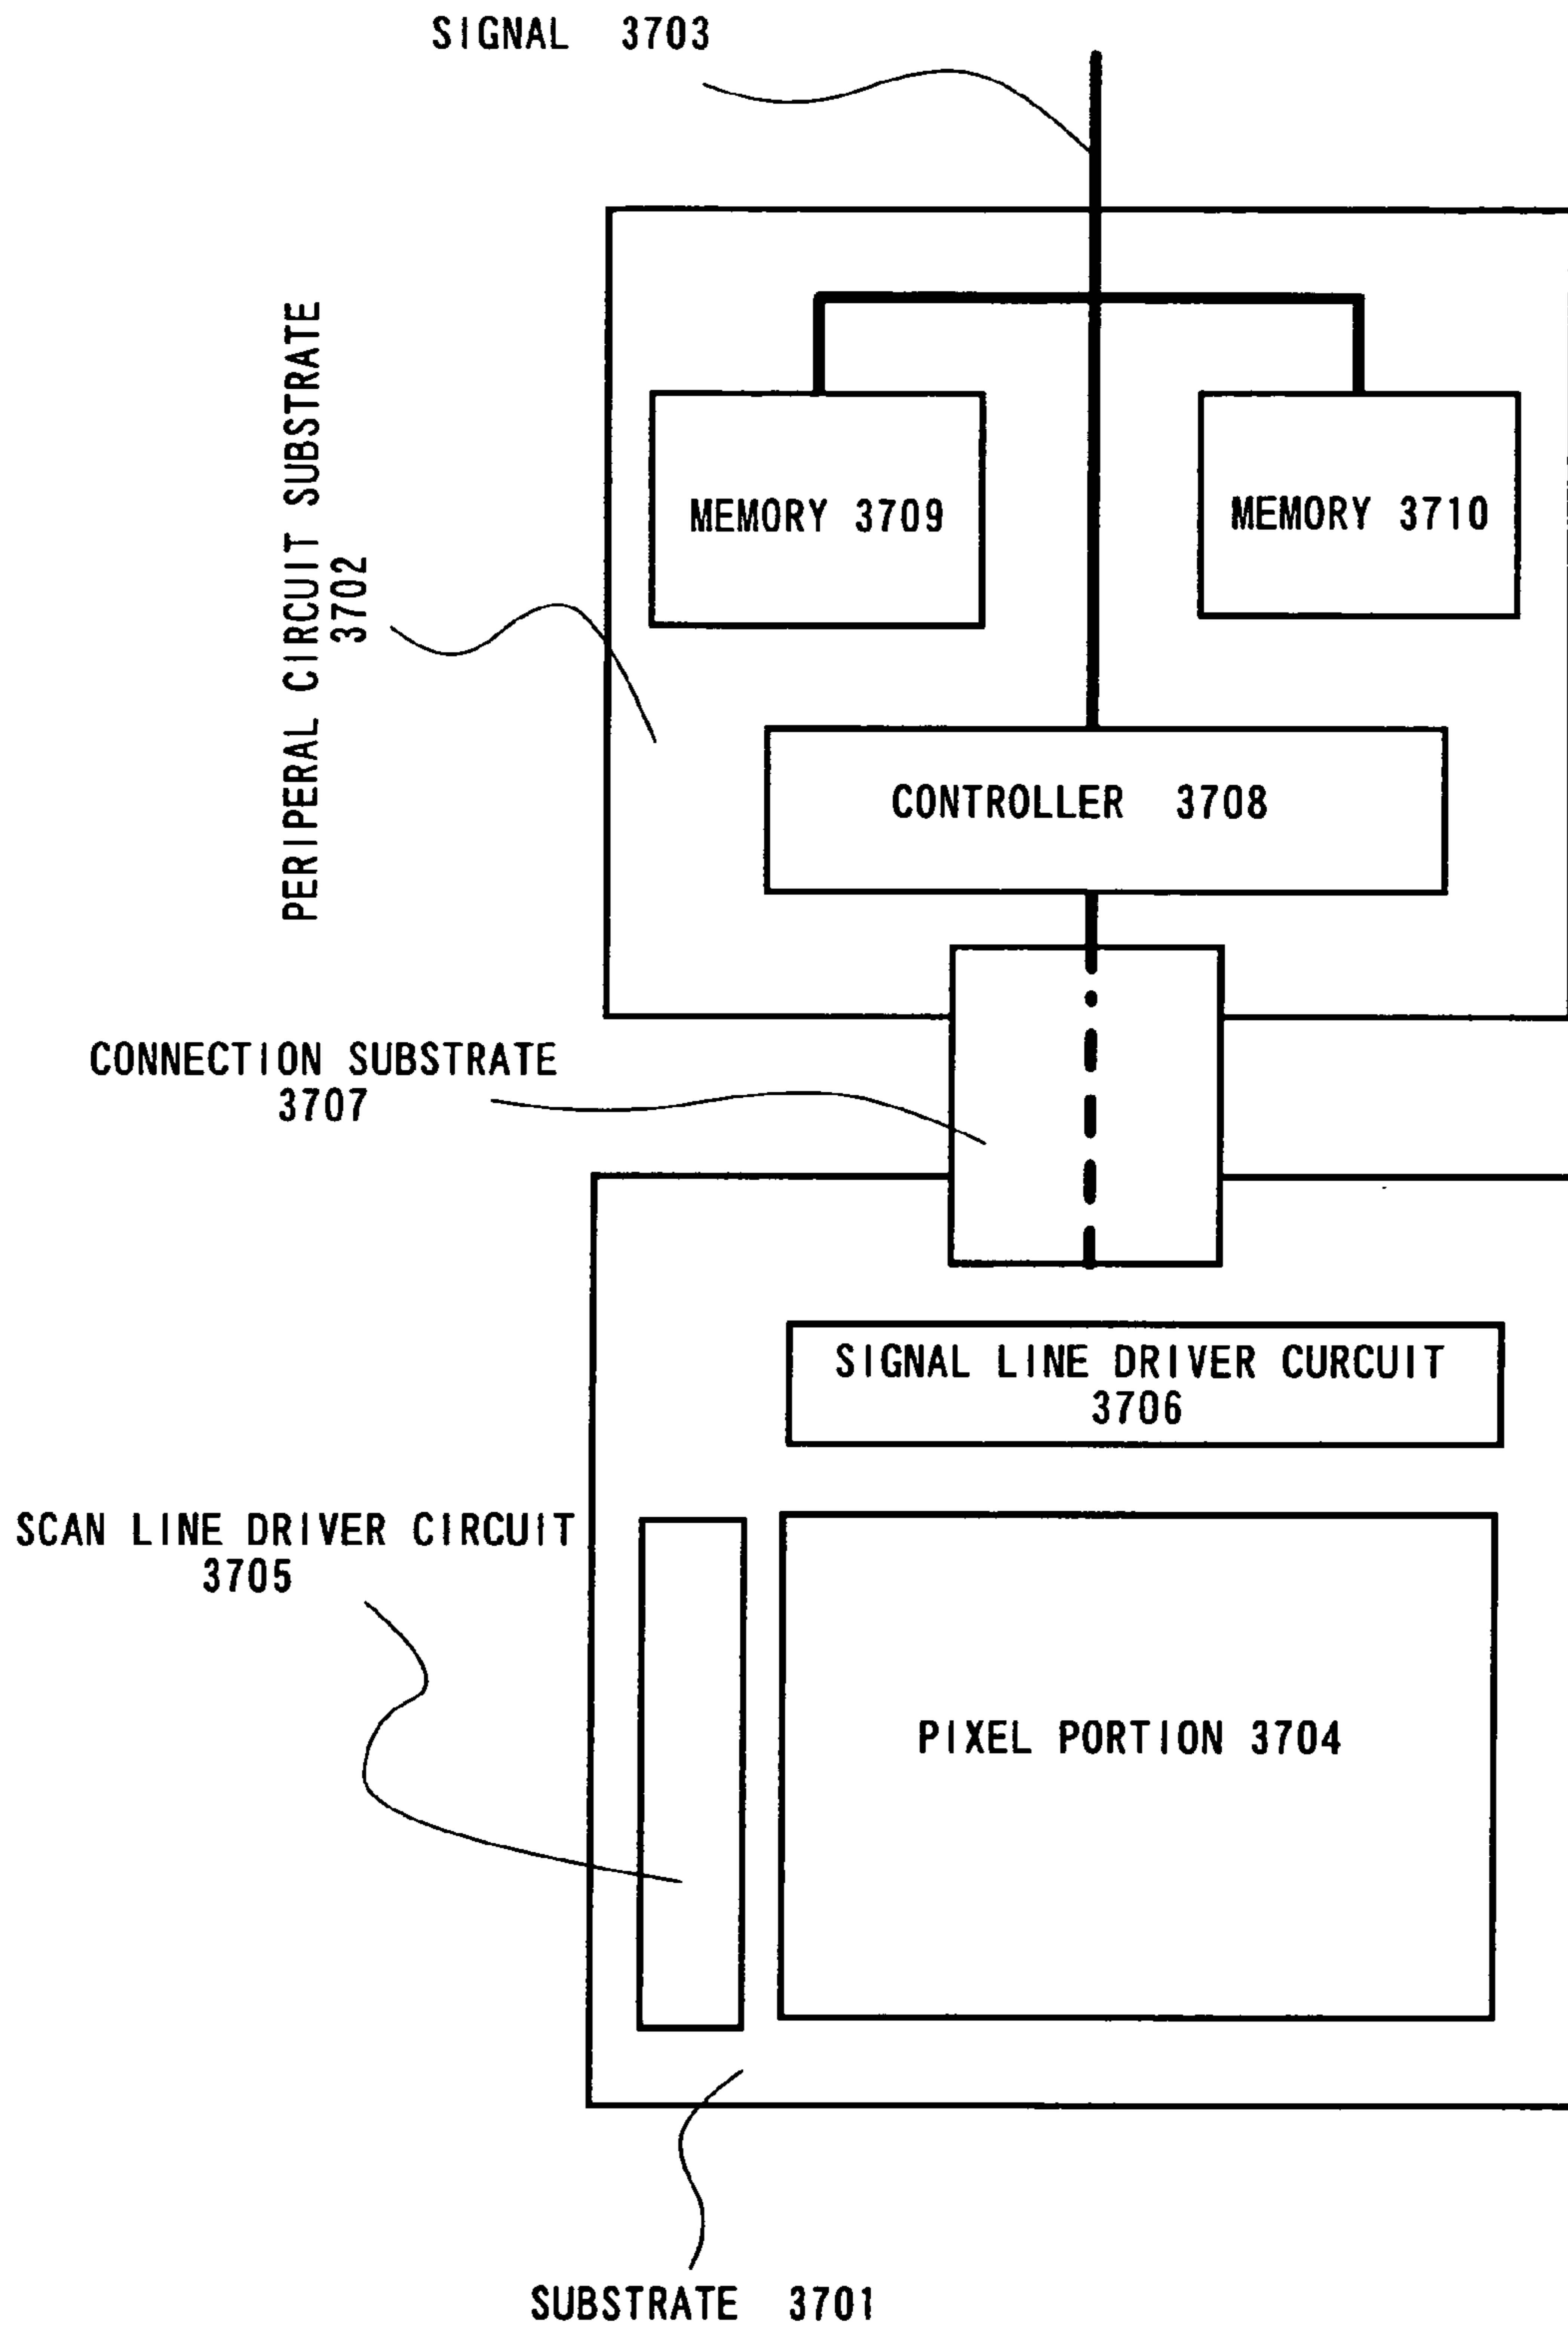 SIGNAL 3703
PERIPERAL CIRCUIT SUBSTRATE
3702
MEMORY 3709
MEMORY 3710
CONTROLLER 3708
CONNECTION SUBSTRATE
3707
SIGNAL LINE DRIVER CURCUIT
3706
SCAN LINE DRIVER CIRCUIT
3705
PIXEL PORTION 3704
SUBSTRATE 3701